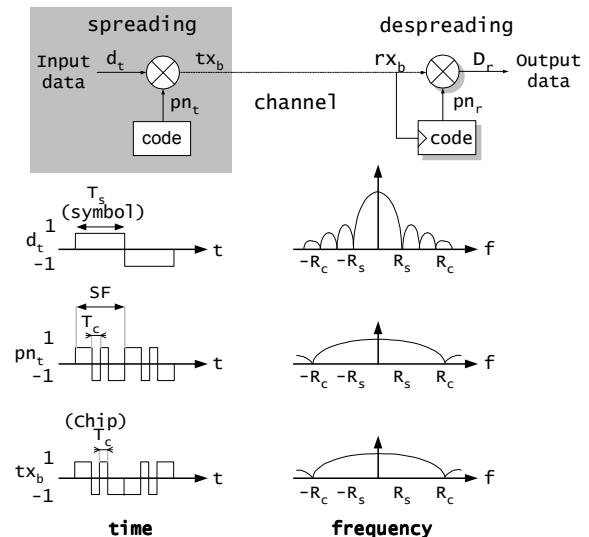 spreading
despreading
Input data
d_t
tx_b
rx_b
D_r
Output data
pn_t
channel
pn_r
code
code
T_s
(symbol)
1
d_t
-1
t
-R_c -R_s R_s R_c
f
SF
T_c
1
pn_t
-1
t
-R_c -R_s R_s R_c
f
(Chip)
T_c
1
tx_b
-1
t
-R_c -R_s R_s R_c
f
time
frequency